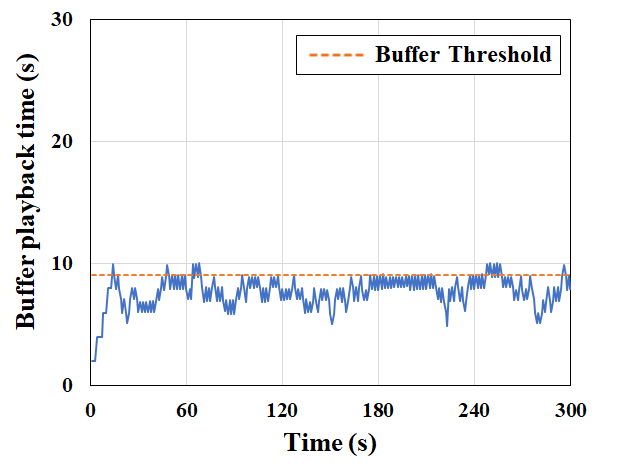 30
Buffer Threshold
20
10
0
Buffer playback time (s)
0 60 120 180 240 300
Time (s)